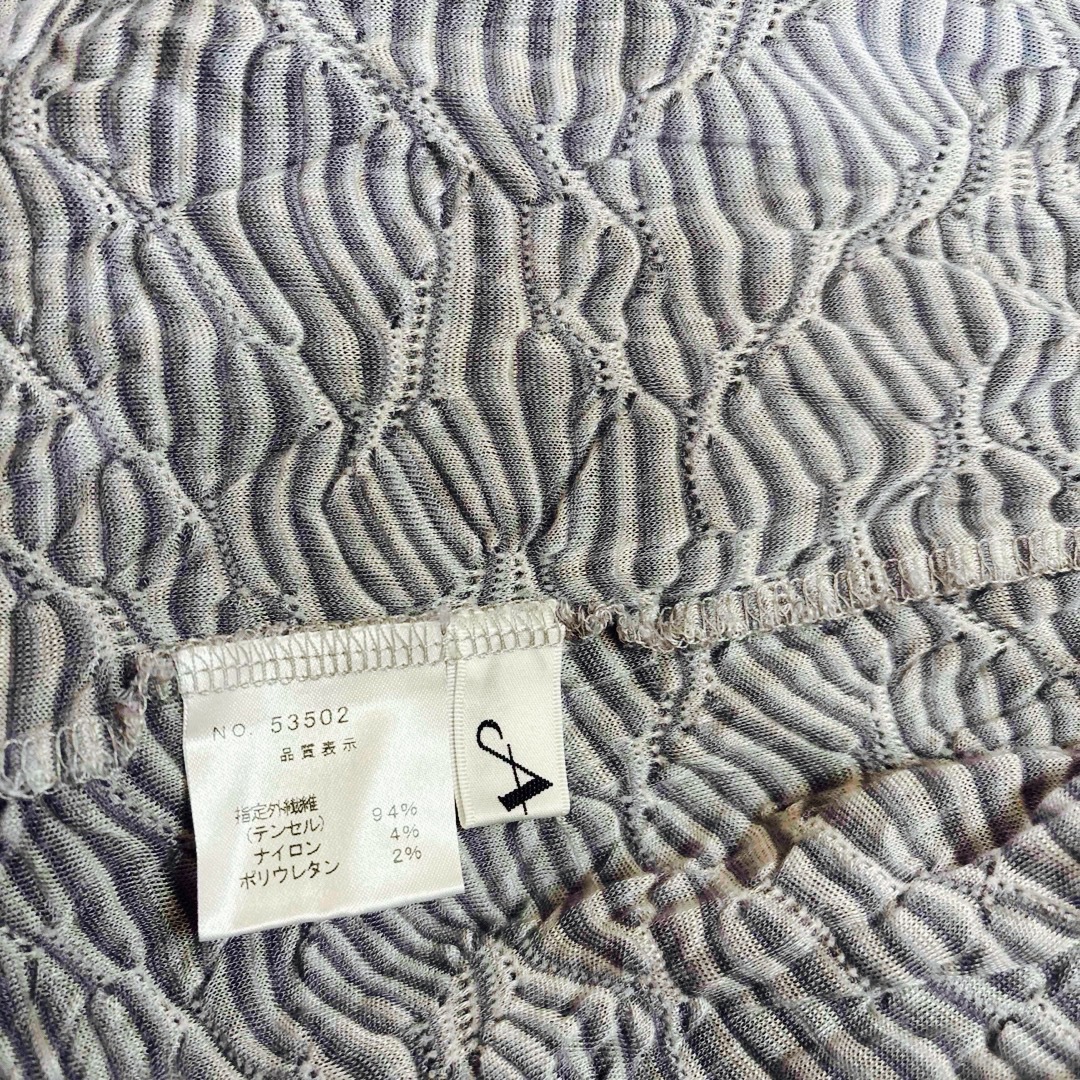 NO. 53502
品質表示
指定外繊維
(テンセル) 94%
ナイロン 4%
ポリウレタン 2%
A